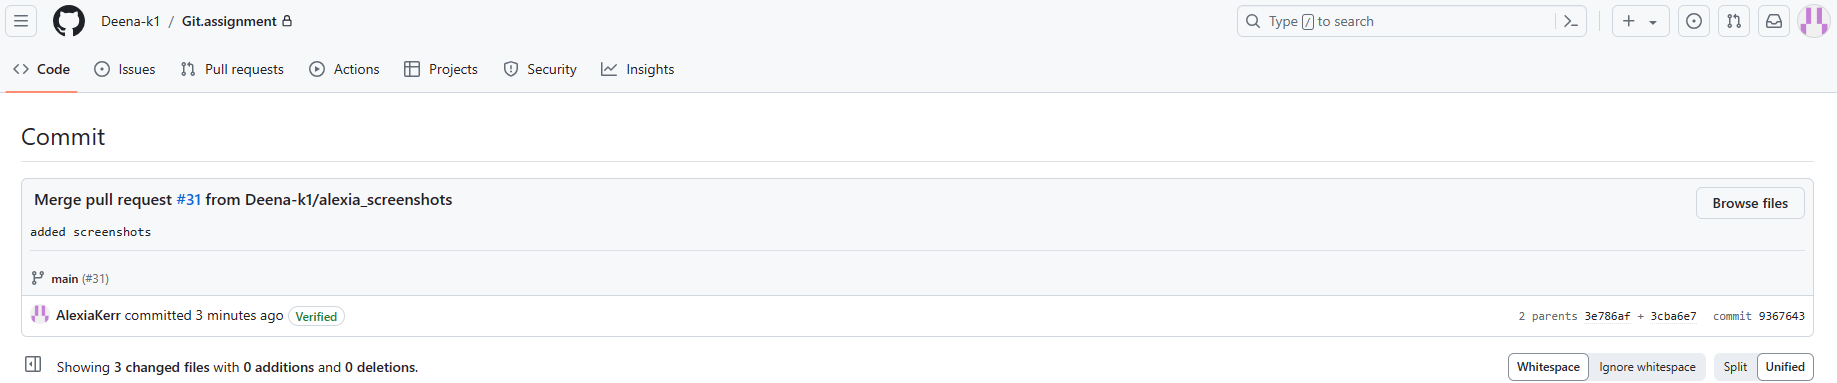 Deena-k1 / Git.assignment
Type / to search
Code Issues Pull requests Actions Projects Security Insights
Commit
Merge pull request #31 from Deena-k1/alexia_screenshots
Browse files
added screenshots
main (#31)
AlexiaKerr committed 3 minutes ago Verified
2 parents 3e786af + 3cba6e7 commit 9367643
Showing 3 changed files with 0 additions and 0 deletions.
Whitespace Ignore whitespace Split Unified